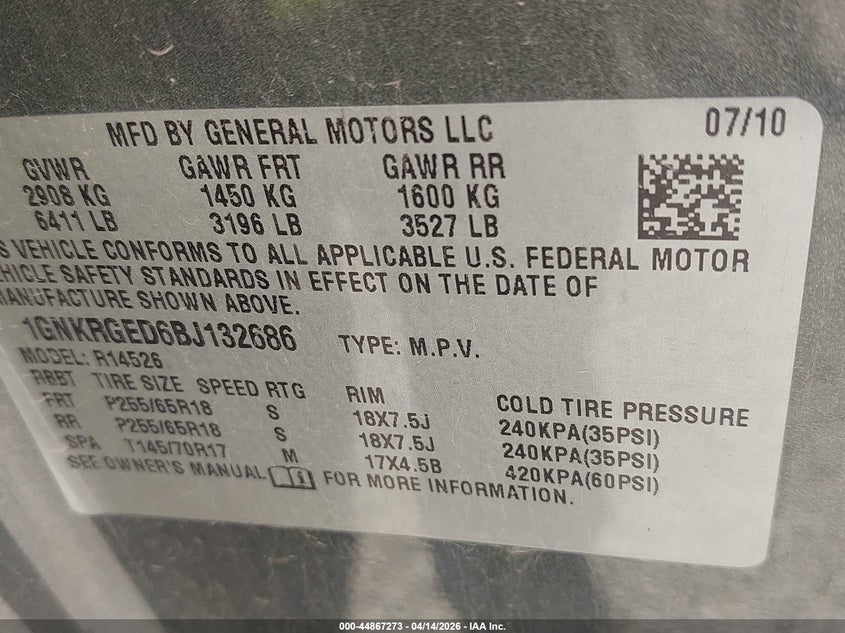 MFD BY GENERAL MOTORS LLC 07/10
GVWR GAWR FRT GAWR RR
2908 KG 1450 KG 1600 KG
6411 LB 3196 LB 3527 LB
S VEHICLE CONFORMS TO ALL APPLICABLE U.S. FEDERAL MOTOR
HICLE SAFETY STANDARDS IN EFFECT ON THE DATE OF
MANUFACTURE SHOWN ABOVE.
1GNKRGED6BJ132686 TYPE: M.P.V.
MODEL: R14526
RBBT TIRE SIZE SPEED RTG RIM COLD TIRE PRESSURE
FRT P255/65R18 S 18X7.5J 240KPA(35PSI)
RR P255/65R18 S 18X7.5J 240KPA(35PSI)
SPA T145/70R17 M 17X4.5B 420KPA(60PSI)
SEE OWNER'S MANUAL FOR MORE INFORMATION.
000-44867273 - 04/14/2026 - IAA Inc.